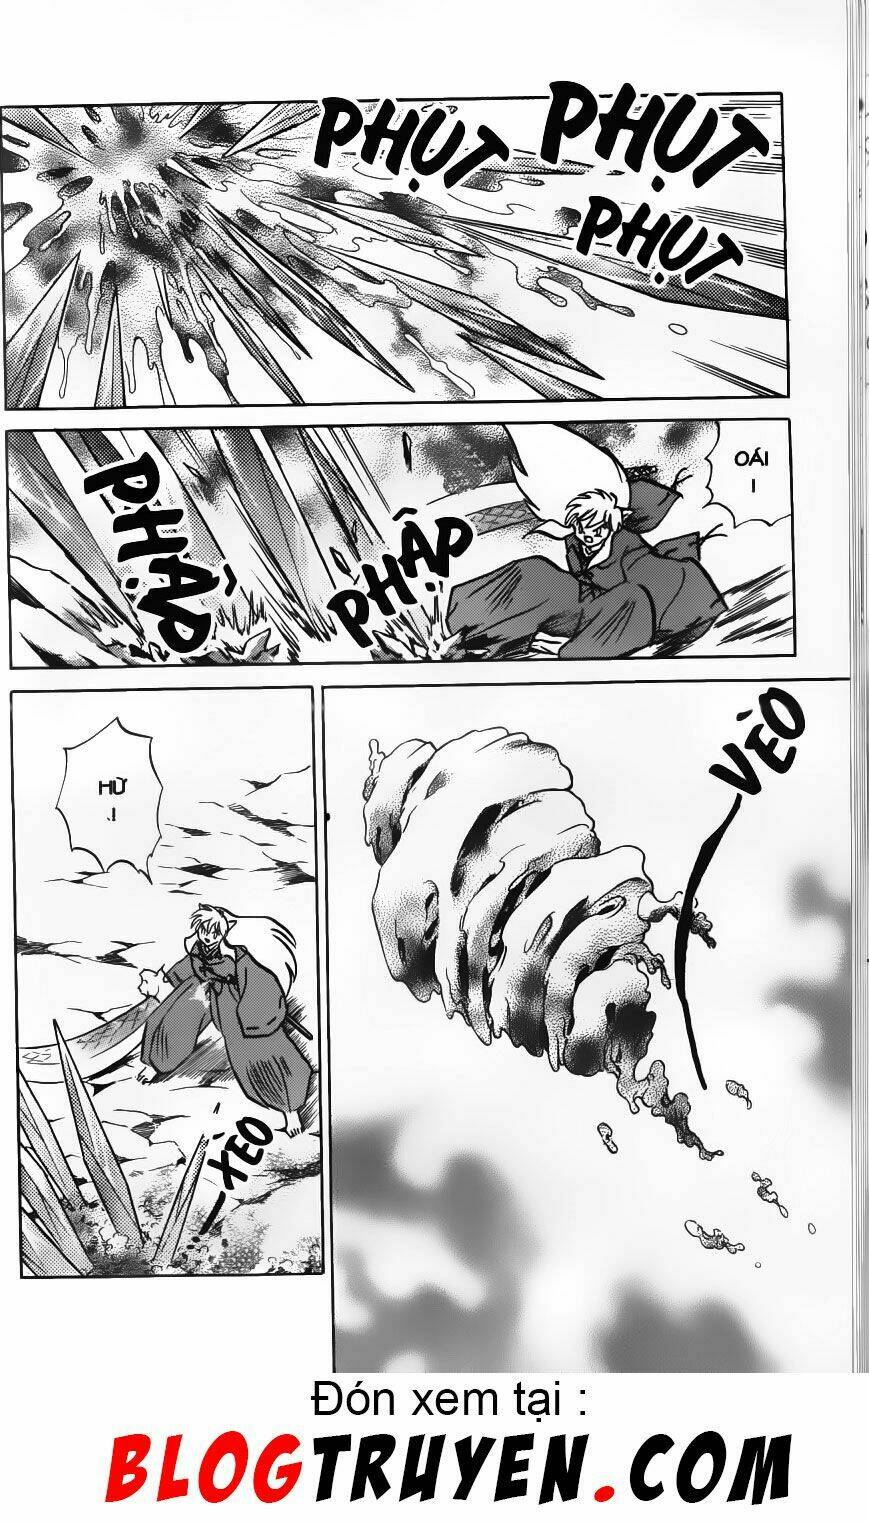 PHỤT
PHỤT
PHỤT
OÁI
!
PHẬP
PHẬP
HỪ
.!
XÈO
VÈO
Đón xem tại :
BLOGTRUYEN.COM